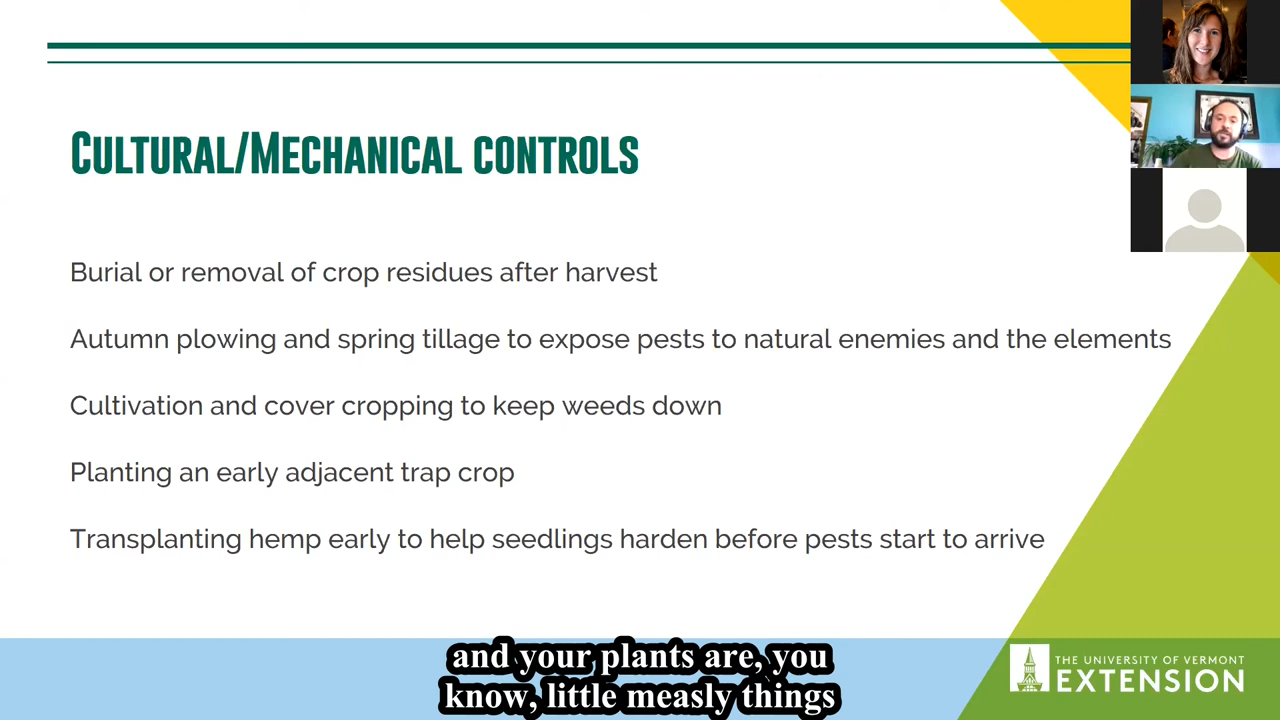 CULTURAL/MECHANICAL CONTROLS
Burial or removal of crop residues after harvest
Autumn plowing and spring tillage to expose pests to natural enemies and the elements
Cultivation and cover cropping to keep weeds down
Planting an early adjacent trap crop
Transplanting hemp early to help seedlings harden before pests start to arrive
and your plants are, you
know, little measly things
THE UNIVERSITY OF VERMONT
EXTENSION